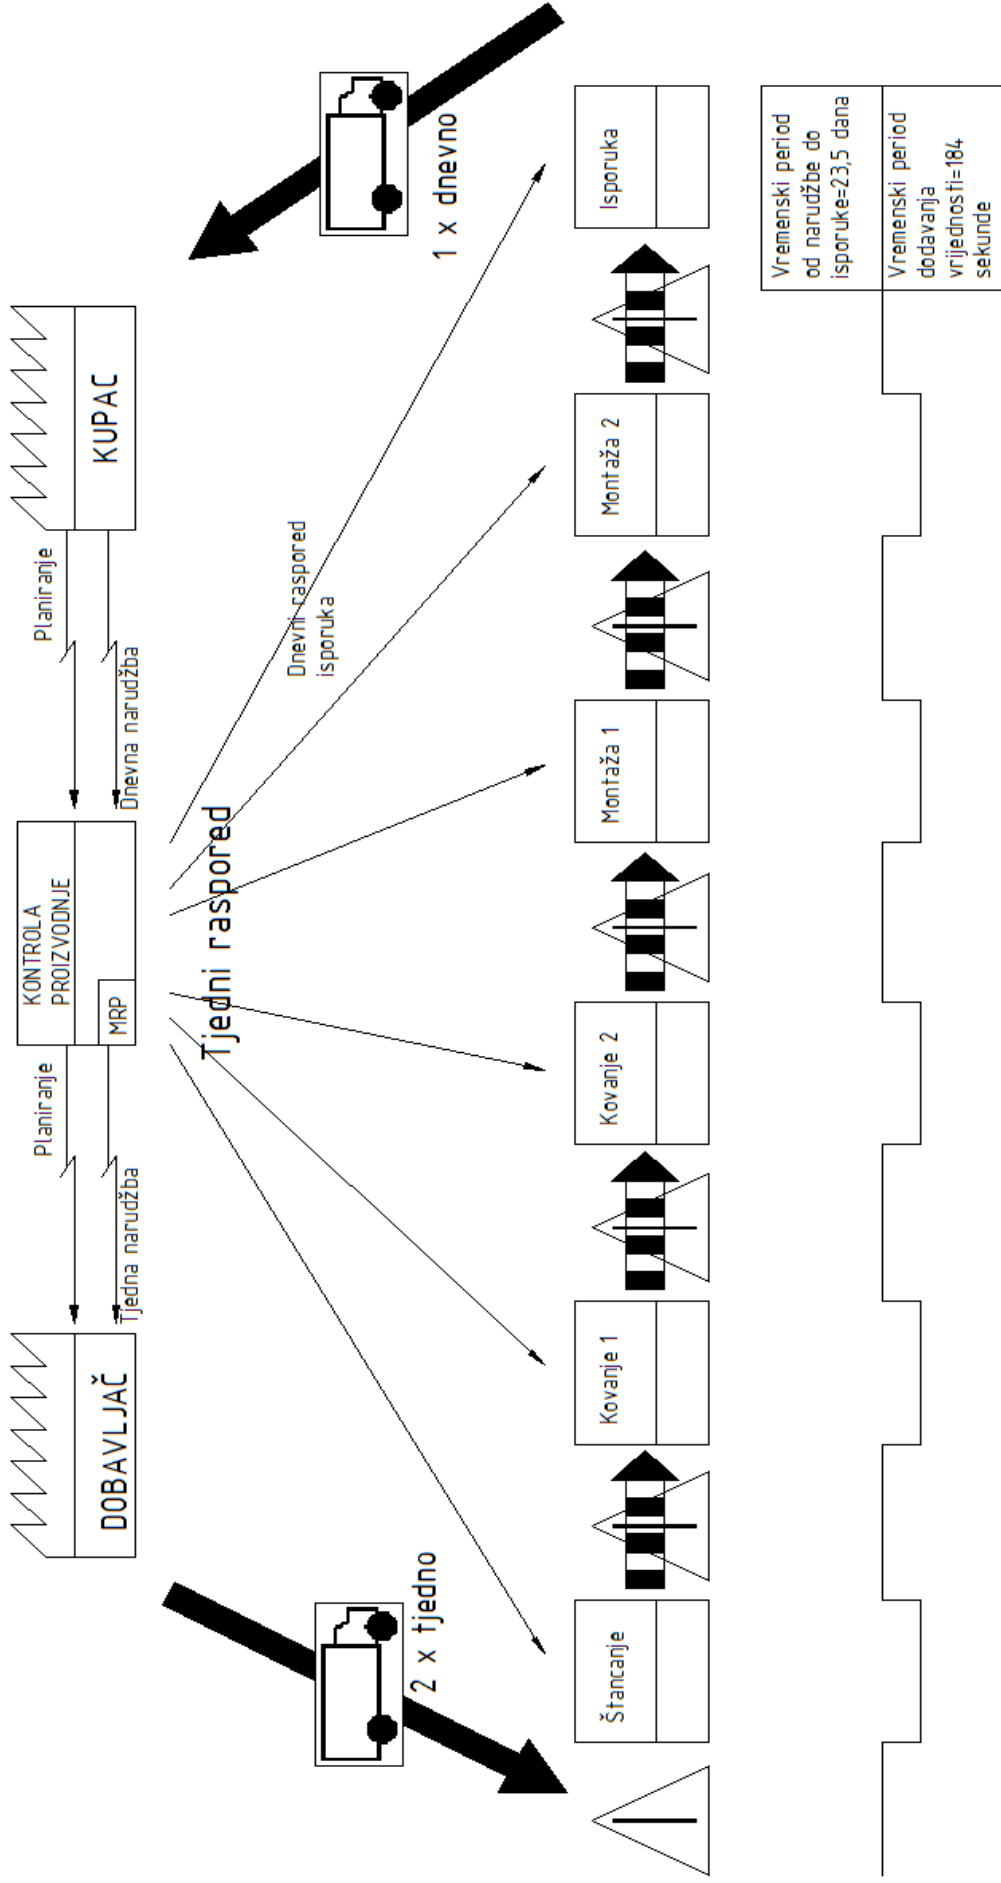 DOBAVLJAČ
Planiranje
Tjedna narudžba
KONTROLA
PROIZVODNJE
MRP
Planiranje
Dnevna narudžba
KUPAC
2 x tjedno
Tjedni raspored
Dnevni raspored
isporuka
1 x dnevno
Štancanje
Kovanje 1
Kovanje 2
Montaža 1
Montaža 2
Isporuka
Vremenski period
od narudžbe do
isporuke=23,5 dana
Vremenski period
dodavanja
vrijednosti=184
sekunde